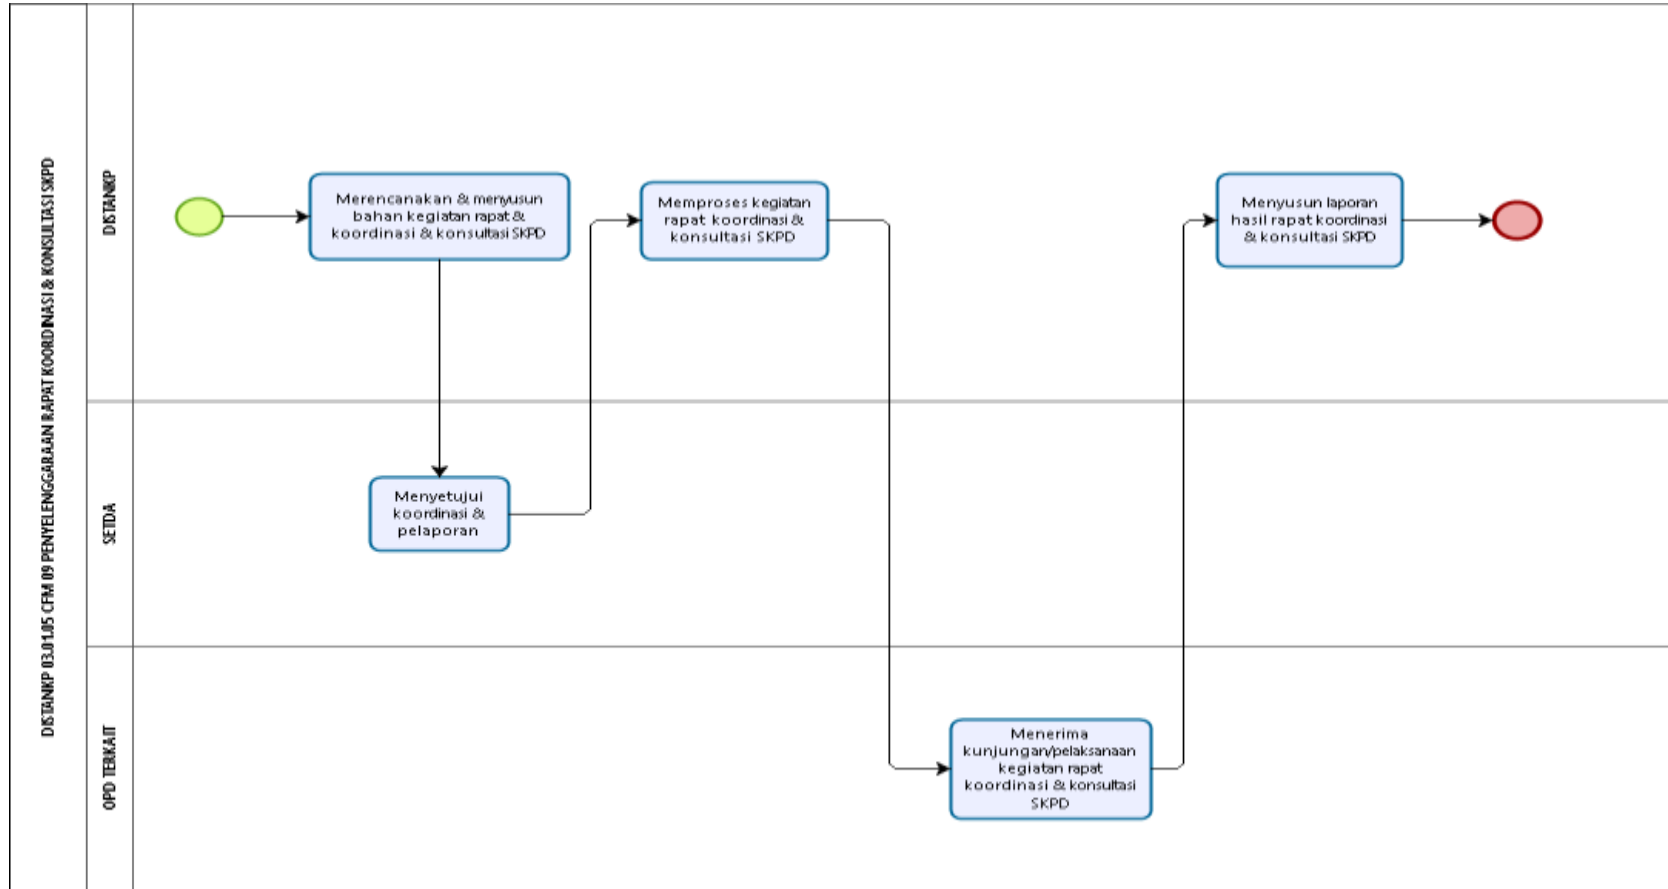 DISTANKP 03.01.05 CFM 09 PENYELENGGARAAN RAPAT KOORDINASI & KONSULTASI SKPD
DISTANKP
Merencanakan & menyusun
bahan kegiatan rapat &
koordinasi & konsultasi SKPD
Memproses kegiatan
rapat koordinasi &
konsultasi SKPD
Menyusun laporan
hasil rapat koordinasi
& konsultasi SKPD
SETDA
Menyetujui
koordinasi &
pelaporan
OPD TERKAIT
Menerima
kunjungan/pelaksanaan
kegiatan rapat
koordinasi & konsultasi
SKPD